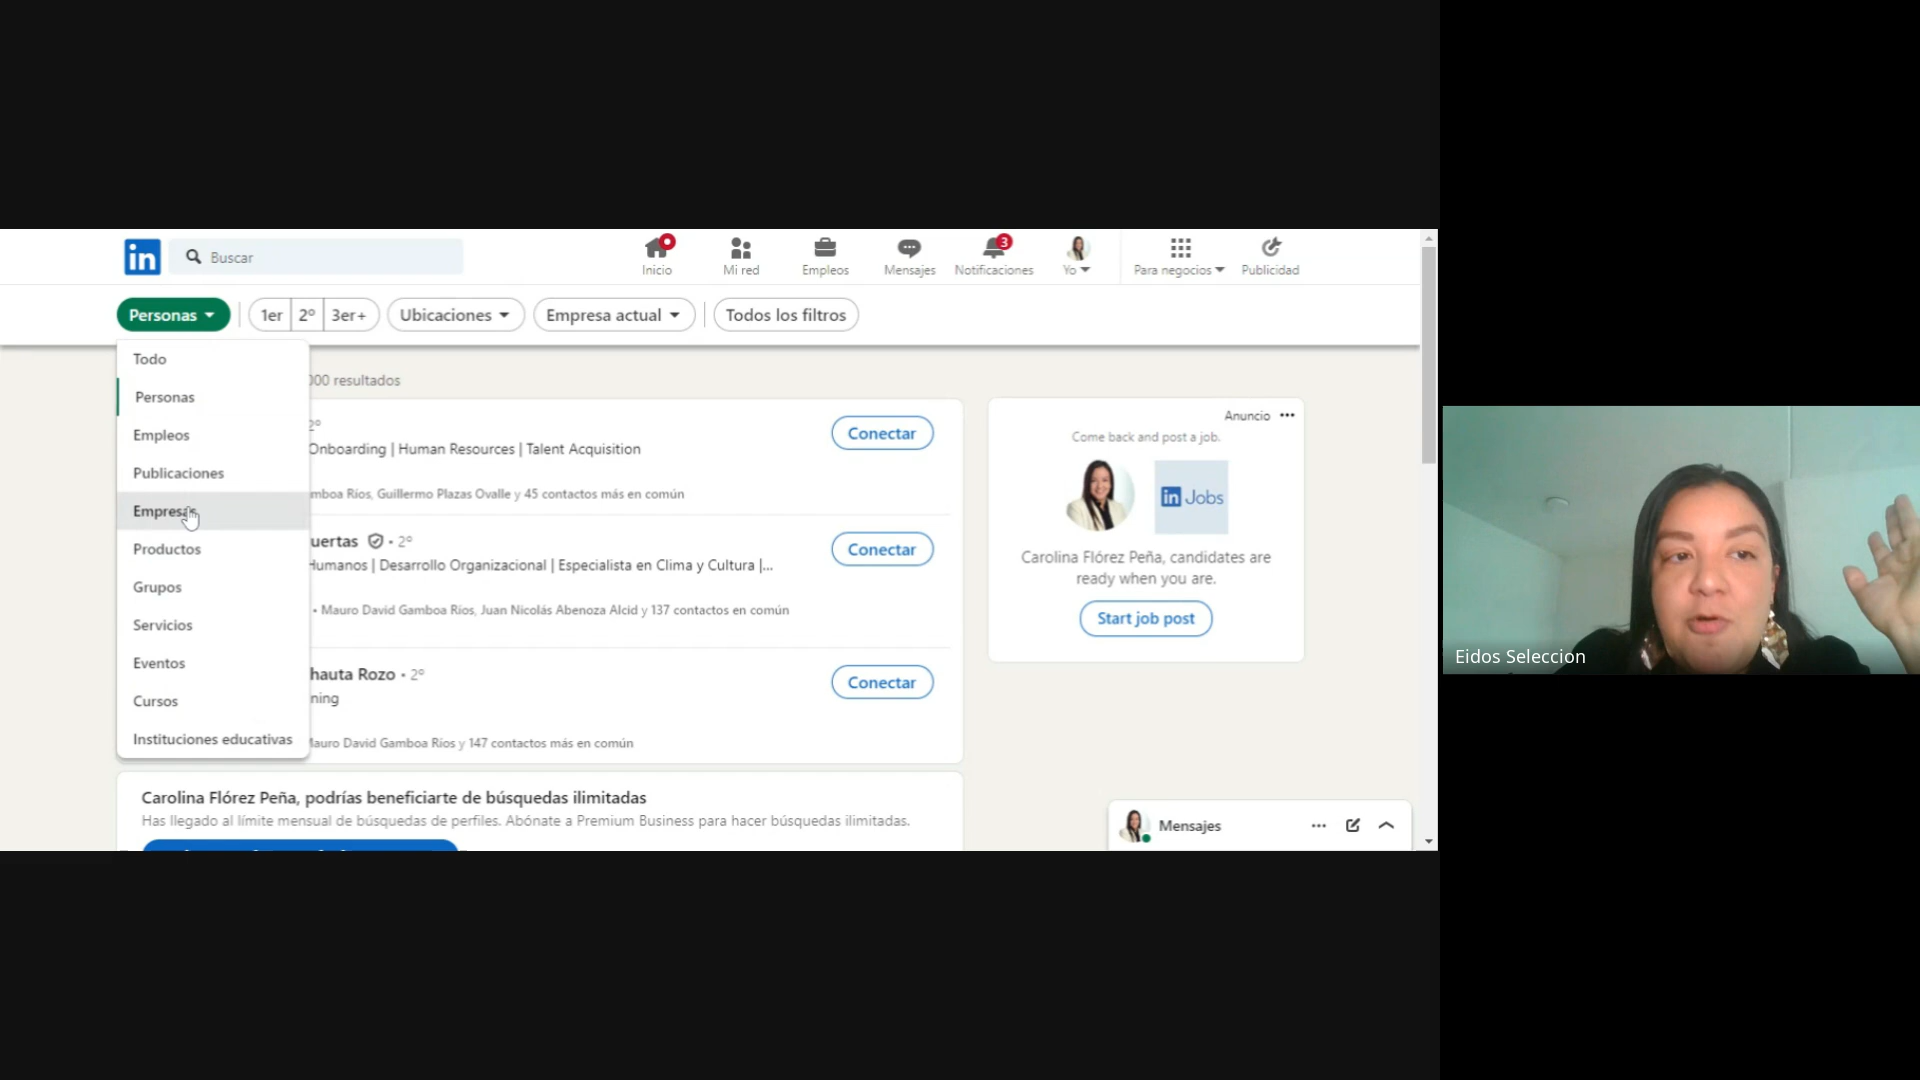 in
Buscar
Inicio
Mi red
Empleos
Mensajes
3
Notificaciones
Yo
Para negocios
Publicidad
Personas
1er
2º
3er+
Ubicaciones
Empresa actual
Todos los filtros
Todo
Personas
Empleos
Publicaciones
Empresas
Productos
Grupos
Servicios
Eventos
Cursos
Instituciones educativas
000 resultados
2º
Onboarding | Human Resources | Talent Acquisition
mboa Ríos, Guillermo Plazas Ovalle y 45 contactos más en común
Conectar
uertas • 2º
Humanos | Desarrollo Organizacional | Especialista en Clima y Cultura |...
• Mauro David Gamboa Ríos, Juan Nicolás Abenoza Alcid y 137 contactos en común
Conectar
hauta Rozo • 2º
ning
Mauro David Gamboa Ríos y 147 contactos más en común
Conectar
Carolina Flórez Peña, podrías beneficiarte de búsquedas ilimitadas
Has llegado al límite mensual de búsquedas de perfiles. Abónate a Premium Business para hacer búsquedas ilimitadas.
Anuncio •••
Come back and post a job.
in Jobs
Carolina Flórez Peña, candidates are
ready when you are.
Start job post
Mensajes
Eidos Seleccion